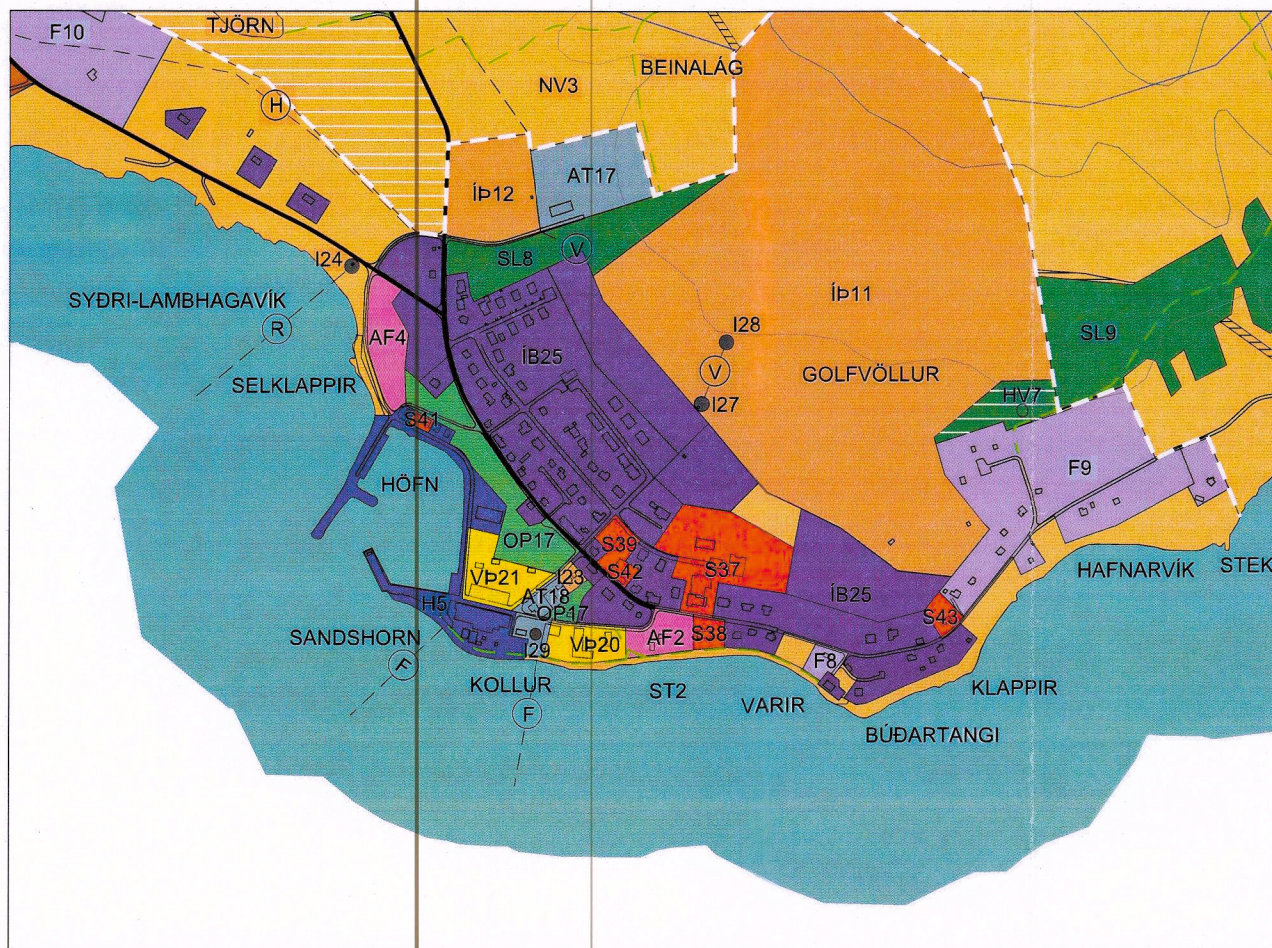 F10
TJÖRN
BEINALÁG
NV3
H
AT17
ÍÞ12
V
SL8
I24
SYÐRI-LAMBHAGAVÍK
R
ÍÞ11
I28
SL9
AF4
ÍB25
V
GOLFVÖLLUR
SELKLAPPIR
I27
HV7
S41
F9
HÖFN
OP17
S39
S42
S37
STEK
HAFNARVÍK
VÞ21
I23
ÍB25
AT18
H5
OP17
S43
SANDSHORN
F
I29
VÞ20
AF2
S38
F8
KOLLUR
ST2
VARIR
KLAPPIR
F
BÚÐARTANGI